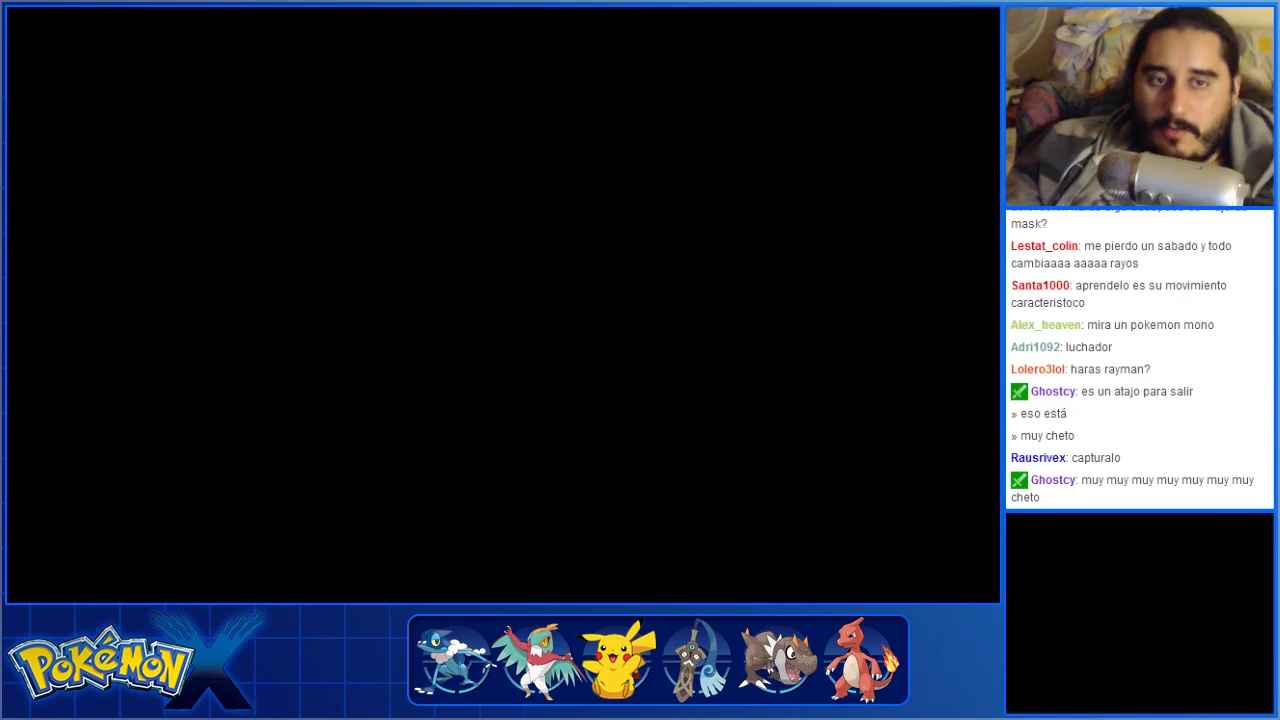 mask?
Lestat_colin: me pierdo un sabado y todo
cambiaaaa aaaaa rayos
Santa1000: aprendelo es su movimiento
caracteristoco
Alex_heaven: mira un pokemon mono
Adri1092: luchador
Lolero3lol: haras rayman?
Ghostcy: es un atajo para salir
» eso está
» muy cheto
Rausrivex: capturalo
Ghostcy: muy muy muy muy muy muy muy
cheto
POKéMON X